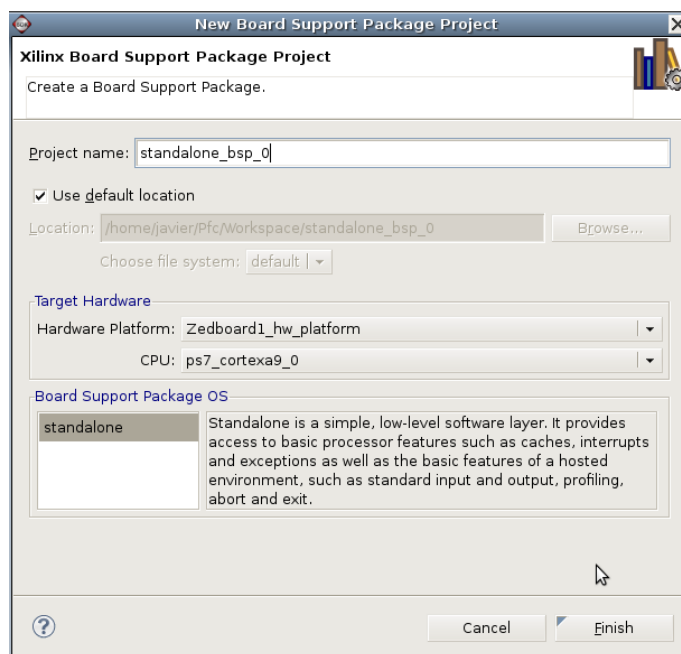 New Board Support Package Project
Xilinx Board Support Package Project
Create a Board Support Package.
Project name: standalone_bsp_0
Use default location
Location: /home/javier/Pfc/Workspace/standalone_bsp_0 Browse...
Choose file system: default
Target Hardware
Hardware Platform: Zedboard1_hw_platform
CPU: ps7_cortexa9_0
Board Support Package OS
standalone
Standalone is a simple, low-level software layer. It provides
access to basic processor features such as caches, interrupts
and exceptions as well as the basic features of a hosted
environment, such as standard input and output, profiling,
abort and exit.
? Cancel Finish